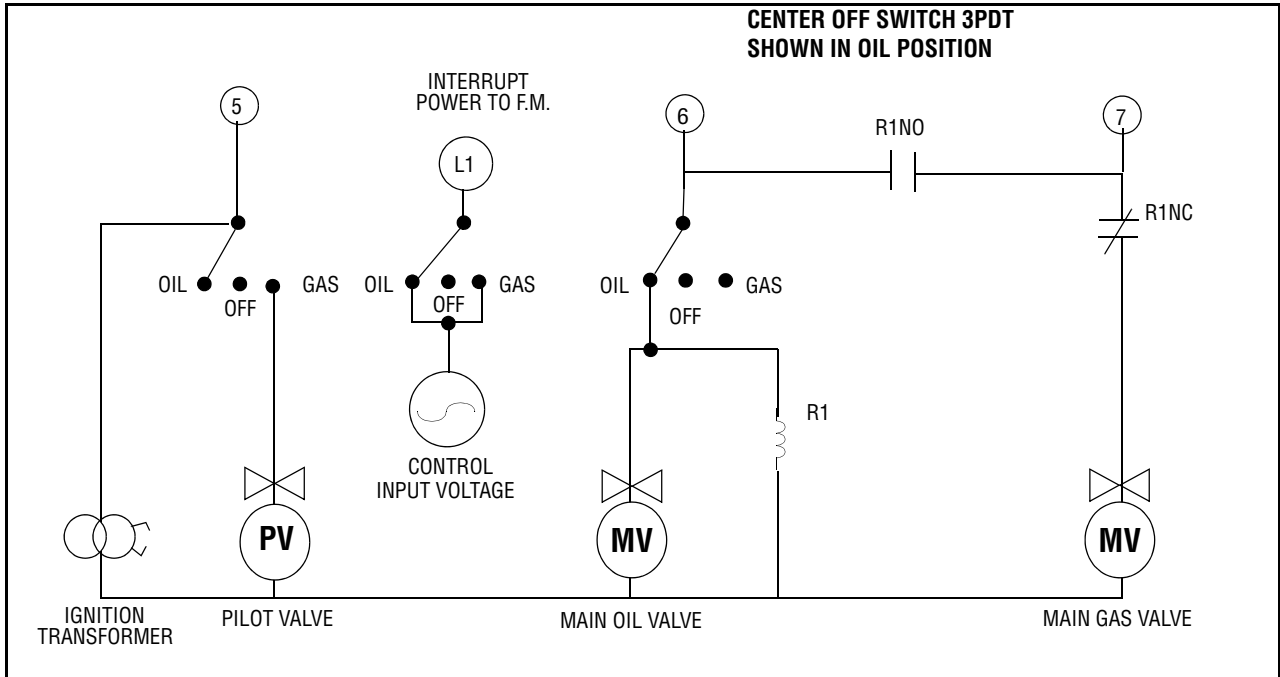 CENTER OFF SWITCH 3PDT
SHOWN IN OIL POSITION
INTERRUPT
POWER TO F.M.
5
L1
6
R1NO
7
R1NC
OIL
OFF
GAS
OIL
OFF
GAS
OIL
OFF
GAS
R1
CONTROL
INPUT VOLTAGE
PV
MV
MV
IGNITION
TRANSFORMER
PILOT VALVE
MAIN OIL VALVE
MAIN GAS VALVE